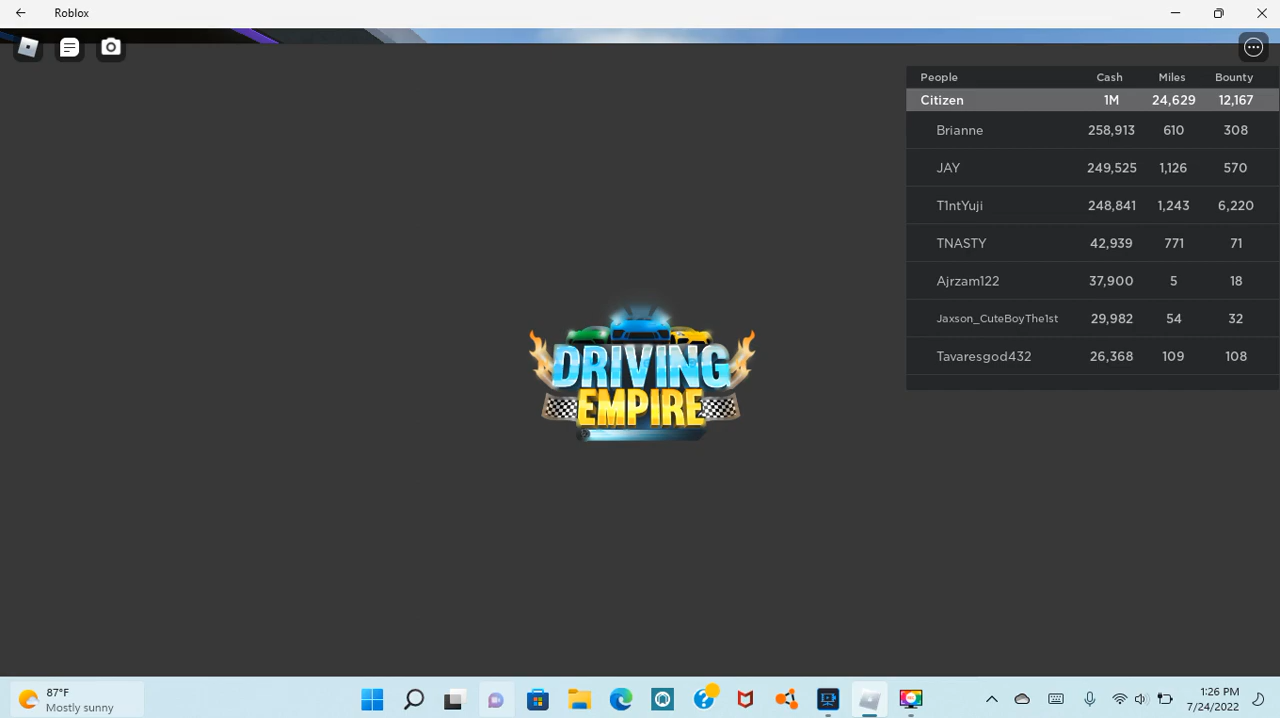 Roblox
People Cash Miles Bounty
Citizen 1M 24,629 12,167
Brianne 258,913 610 308
JAY 249,525 1,126 570
T1ntYuji 248,841 1,243 6,220
TNASTY 42,939 771 71
Ajrzam122 37,900 5 18
Jaxson_CuteBoyThe1st 29,982 54 32
Tavaresgod432 26,368 109 108
DRIVING
EMPIRE
87°F
Mostly sunny
1:26 PM
7/24/2022